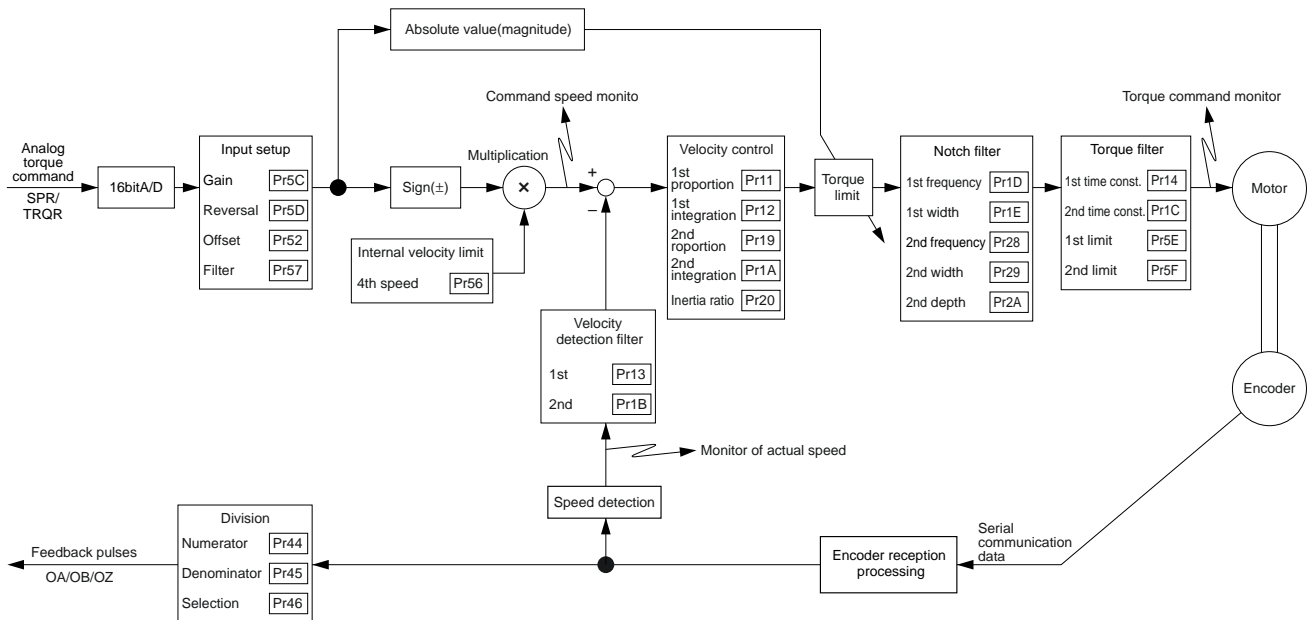 Absolute value(magnitude)
Command speed monito
Torque command monitor
Analog
torque
command
SPR/
TRQR
16bitA/D
Input setup
Gain Pr5C
Reversal Pr5D
Offset Pr52
Filter Pr57
Sign(±)
Multiplication
×
Internal velocity limit
4th speed Pr56
+
−
Velocity control
1st
proportion Pr11
1st
integration Pr12
2nd
roportion Pr19
2nd
integration Pr1A
Inertia ratio Pr20
Torque
limit
Notch filter
1st frequency Pr1D
1st width Pr1E
2nd frequency Pr28
2nd width Pr29
2nd depth Pr2A
Torque filter
1st time const. Pr14
2nd time const. Pr1C
1st limit Pr5E
2nd limit Pr5F
Motor
Encoder
Velocity
detection filter
1st Pr13
2nd Pr1B
Monitor of actual speed
Speed detection
Serial
communication
data
Encoder reception
processing
Division
Numerator Pr44
Denominator Pr45
Selection Pr46
Feedback pulses
OA/OB/OZ